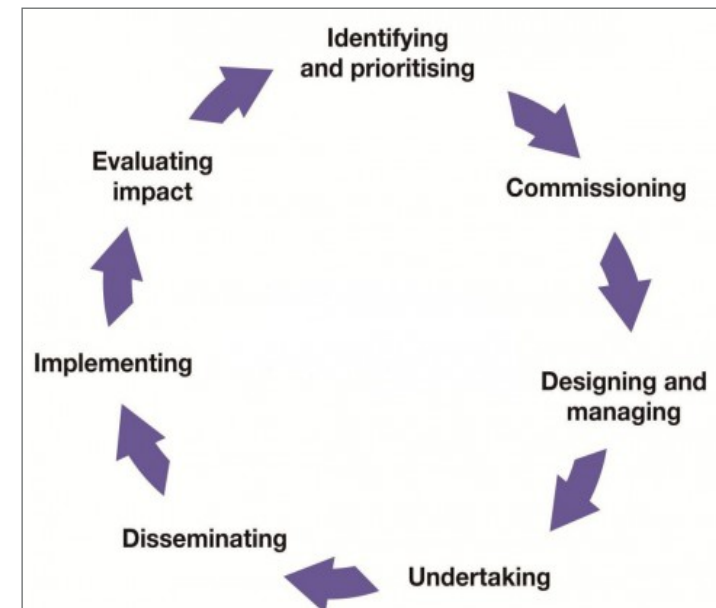 Identifying
and prioritising
Commissioning
Designing and
managing
Undertaking
Disseminating
Implementing
Evaluating
impact